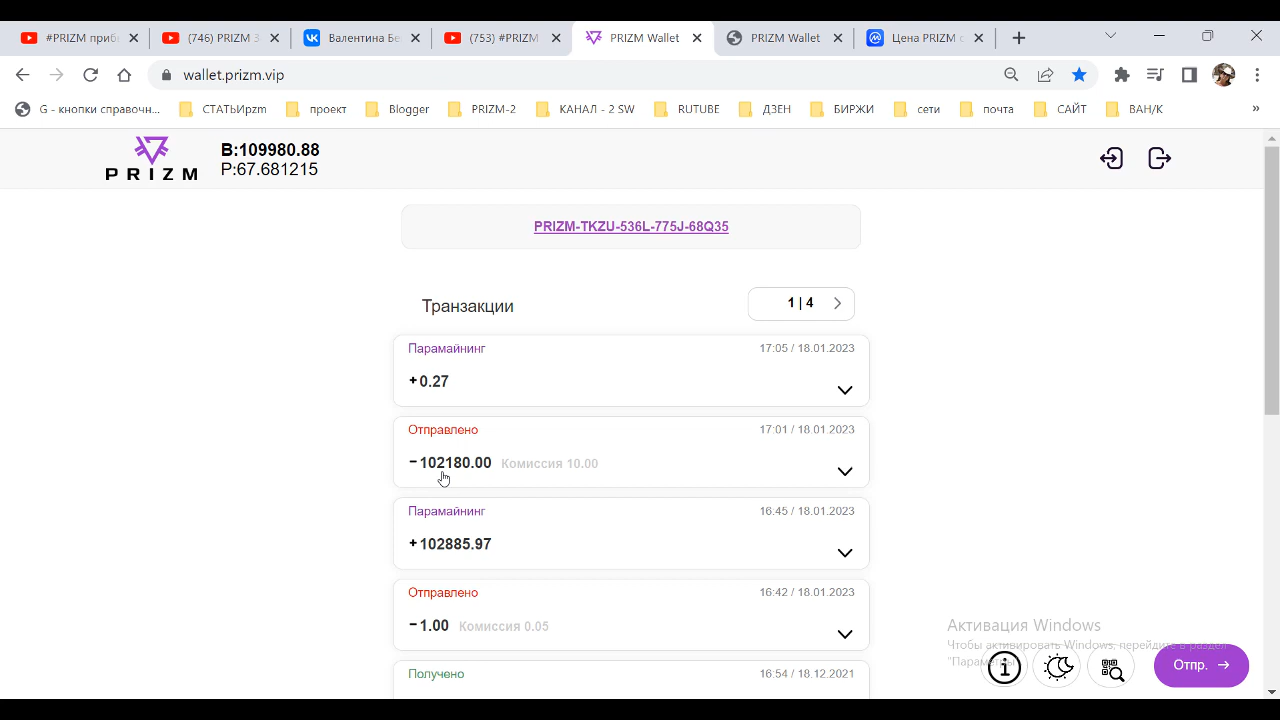 #PRIZM приб
(746) PRIZM З
Валентина Бе
(753) #PRIZM
PRIZM Wallet
PRIZM Wallet
Цена PRIZM с
wallet.prizm.vip
G - кнопки справочн...
СТАТЬИрzm
проект
Blogger
PRIZM-2
КАНАЛ - 2 SW
RUTUBE
ДЗЕН
БИРЖИ
сети
почта
САЙТ
ВАН/К
»
PRIZM
B:109980.88
P:67.681215
PRIZM-TKZU-536L-775J-68Q35
Транзакции
1 | 4
Парамайнинг 17:05 / 18.01.2023
+0.27
Отправлено 17:01 / 18.01.2023
-102180.00 Комиссия 10.00
Парамайнинг 16:45 / 18.01.2023
+102885.97
Отправлено 16:42 / 18.01.2023
-1.00 Комиссия 0.05
Получено 16:54 / 18.12.2021
Активация Windows
Чтобы активировать Windows, перейдите в раздел
"Параметры"
Отпр. →